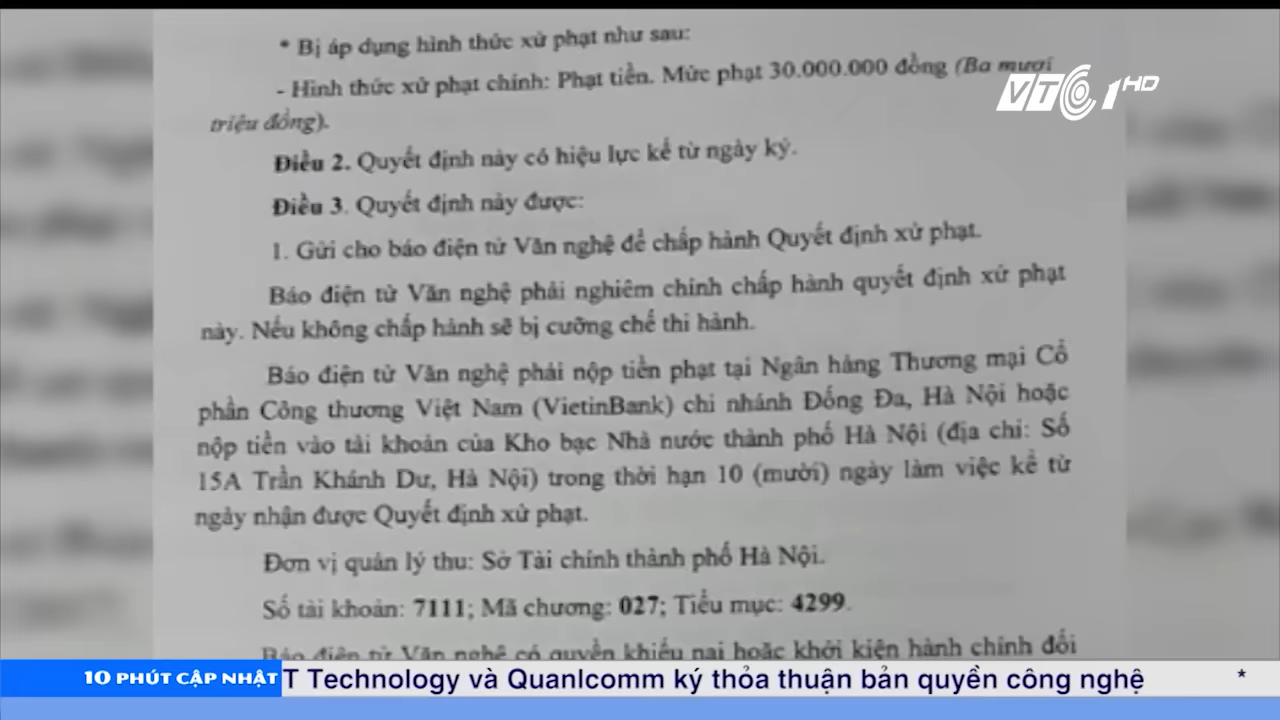 * Bị áp dụng hình thức xử phạt như sau:
- Hình thức xử phạt chính: Phạt tiền. Mức phạt 30.000.000 đồng (Ba mươi
triệu đồng).
Điều 2. Quyết định này có hiệu lực kể từ ngày ký.
Điều 3. Quyết định này được:
1. Gửi cho báo điện tử Văn nghệ để chấp hành Quyết định xử phạt.
Báo điện tử Văn nghệ phải nghiêm chỉnh chấp hành quyết định xử phạt
này. Nếu không chấp hành sẽ bị cưỡng chế thi hành.
Báo điện tử Văn nghệ phải nộp tiền phạt tại Ngân hàng Thương mại Cổ
phần Công thương Việt Nam (VietinBank) chi nhánh Đống Đa, Hà Nội hoặc
nộp tiền vào tài khoản của Kho bạc Nhà nước thành phố Hà Nội (địa chỉ: Số
15A Trần Khánh Dư, Hà Nội) trong thời hạn 10 (mười) ngày làm việc kể từ
ngày nhận được Quyết định xử phạt.
Đơn vị quản lý thu: Sở Tài chính thành phố Hà Nội.
Số tài khoản: 7111; Mã chương: 027; Tiểu mục: 4299.
Báo điện tử Văn nghệ có quyền khiếu nại hoặc khởi kiện hành chính đối
VTC1 HD
10 PHÚT CẬP NHẬT
T Technology và Quanlcomm ký thỏa thuận bản quyền công nghệ *